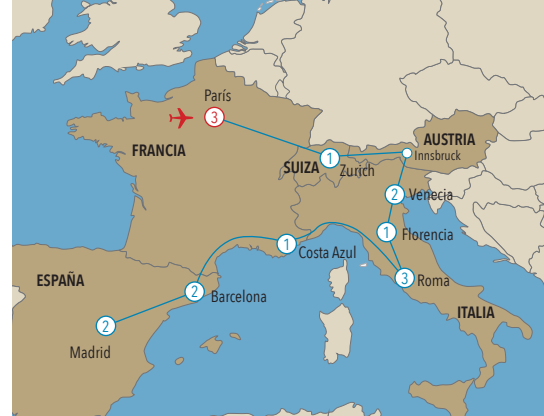 París
3
FRANCIA
AUSTRIA
Innsbruck
SUIZA
1
Zurich
2
Venecia
1
Florencia
1
Costa Azul
3
Roma
ESPAÑA
2
Barcelona
ITALIA
2
Madrid